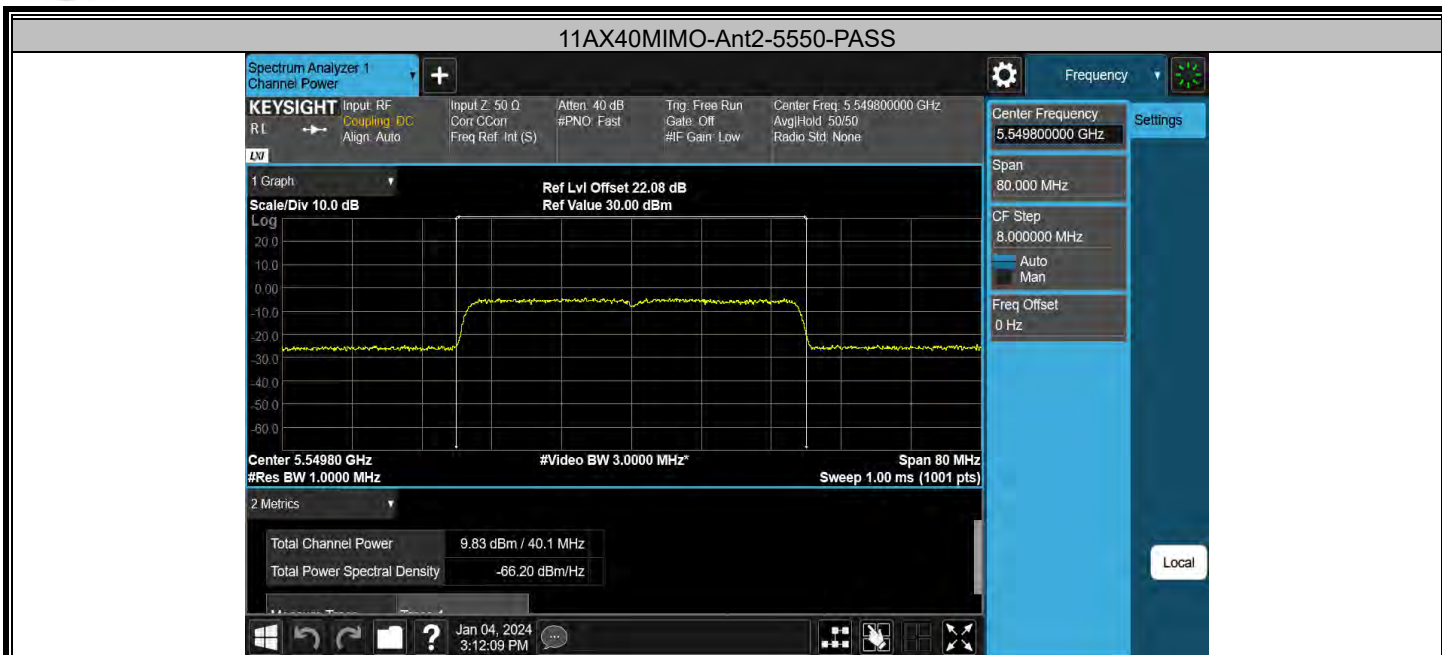 11AX40MIMO-Ant2-5550-PASS
Spectrum Analyzer 1
Channel Power
+
Frequency
KEYSIGHT
RL
LXI
Input: RF
Coupling: DC
Align: Auto
Input Z: 50 Ω
Corr CCorr
Freq Ref: Int (S)
Atten: 40 dB
#PNO: Fast
Trig: Free Run
Gate: Off
#IF Gain: Low
Center Freq: 5.549800000 GHz
Avg|Hold: 50/50
Radio Std: None
Center Frequency
5.549800000 GHz
Settings
Span
80.000 MHz
CF Step
8.000000 MHz
Auto
Man
Freq Offset
0 Hz
Local
1 Graph
Scale/Div 10.0 dB
Ref Lvl Offset 22.08 dB
Ref Value 30.00 dBm
Log
20.0
10.0
0.00
-10.0
-20.0
-30.0
-40.0
-50.0
-60.0
Center 5.54980 GHz
#Video BW 3.0000 MHz*
Span 80 MHz
#Res BW 1.0000 MHz
Sweep 1.00 ms (1001 pts)
2 Metrics
Total Channel Power 9.83 dBm / 40.1 MHz
Total Power Spectral Density -66.20 dBm/Hz
?
Jan 04, 2024
3:12:09 PM